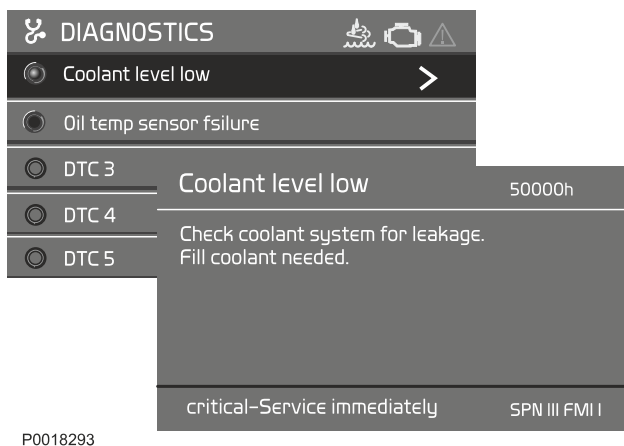 DIAGNOSTICS
Coolant level low
Oil temp sensor fsilure
DTC 3
DTC 4
DTC 5
Coolant level low 50000h
Check coolant system for leakage.
Fill coolant needed.
critical-Service immediately SPN III FMI I
P0018293